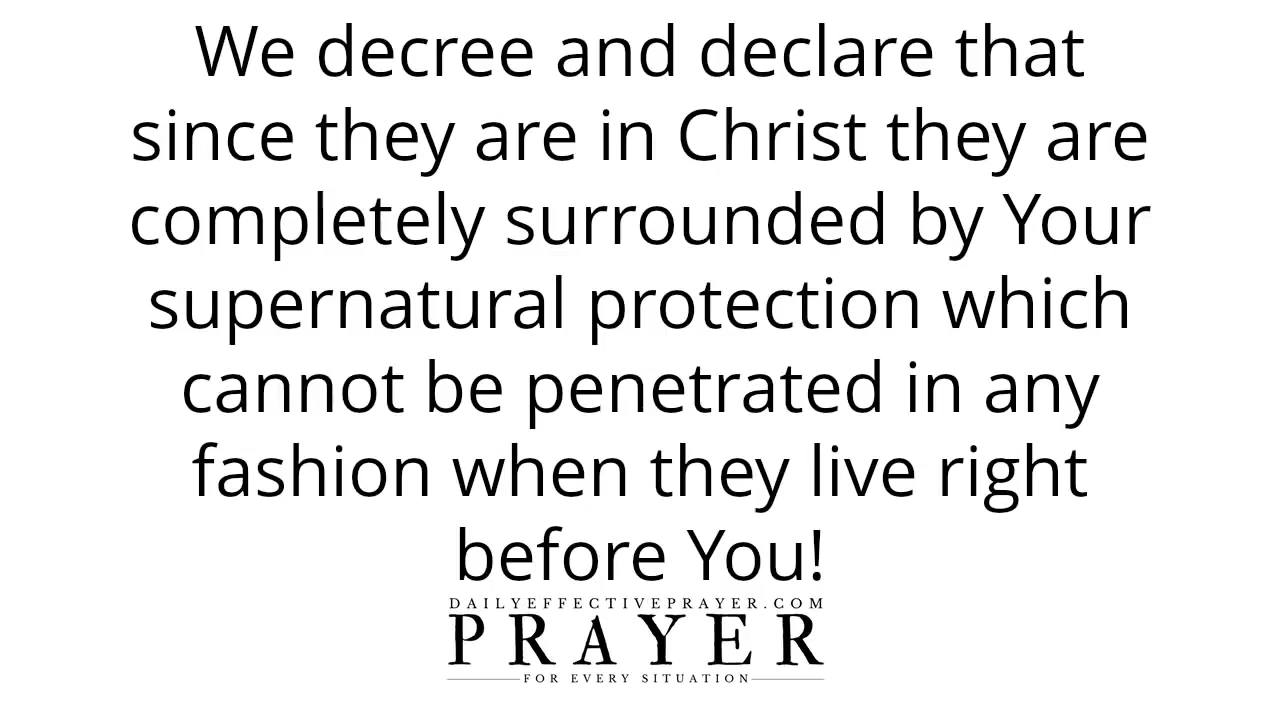 We decree and declare that
since they are in Christ they are
completely surrounded by Your
supernatural protection which
cannot be penetrated in any
fashion when they live right
before You!
DAILYEFFECTIVEPRAYER.COM
PRAYER
FOR EVERY SITUATION